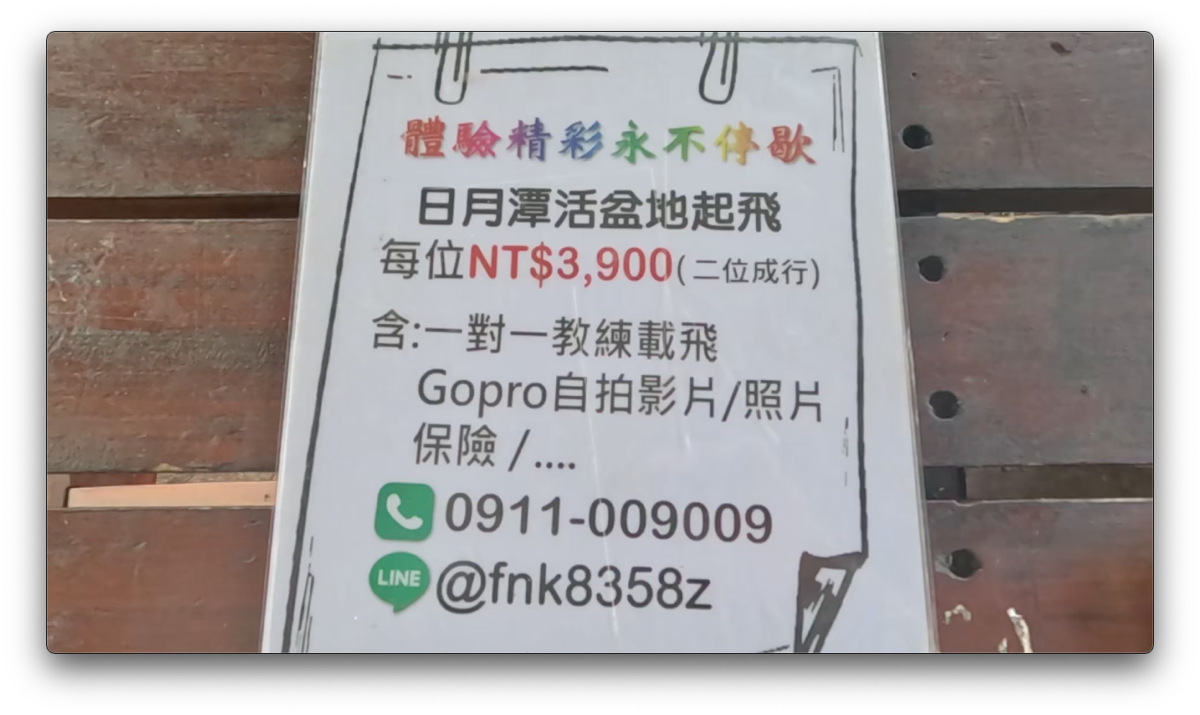 體驗精彩永不停歇
日月潭活盆地起飛
每位NT$3,900(二位成行)
含:一對一教練載飛
Gopro自拍影片/照片
保險/....
0911-009009
LINE @fnk8358z